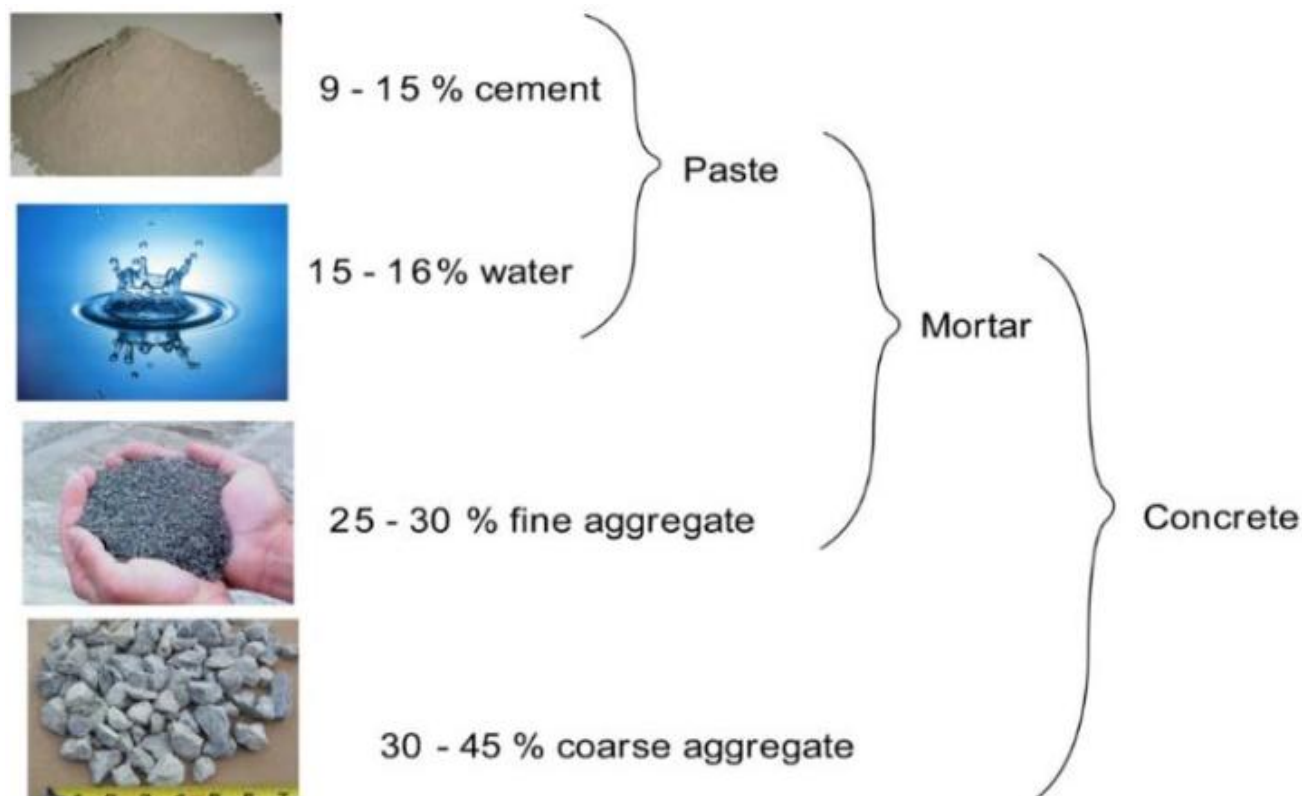 9 - 15 % cement
Paste
15 - 16% water
Mortar
25 - 30 % fine aggregate
Concrete
30 - 45 % coarse aggregate